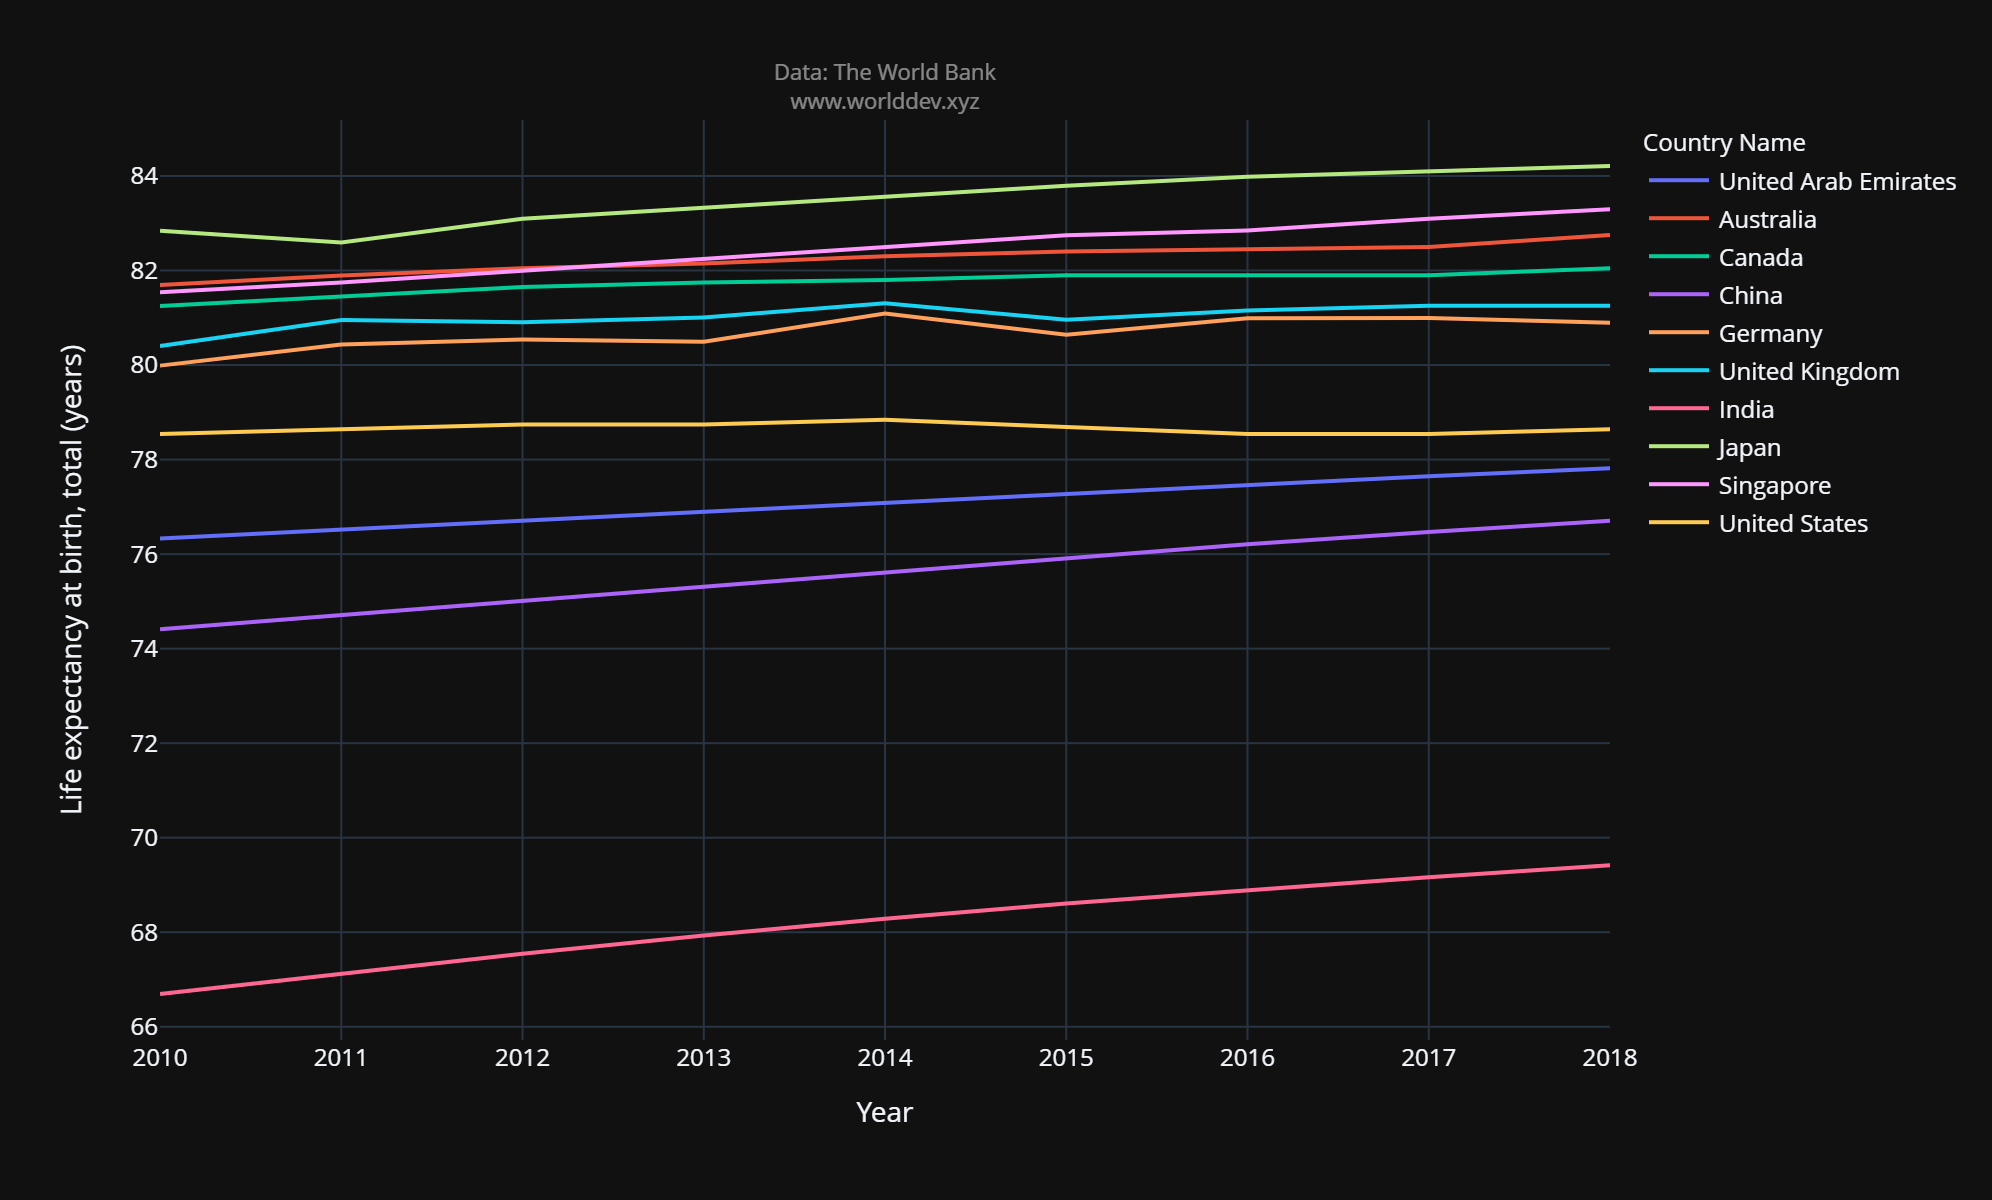 Data: The World Bank
www.worlddev.xyz
Country Name
United Arab Emirates
Australia
Canada
China
Germany
United Kingdom
India
Japan
Singapore
United States
Life expectancy at birth, total (years)
84
82
80
78
76
74
72
70
68
66
2010 2011 2012 2013 2014 2015 2016 2017 2018
Year